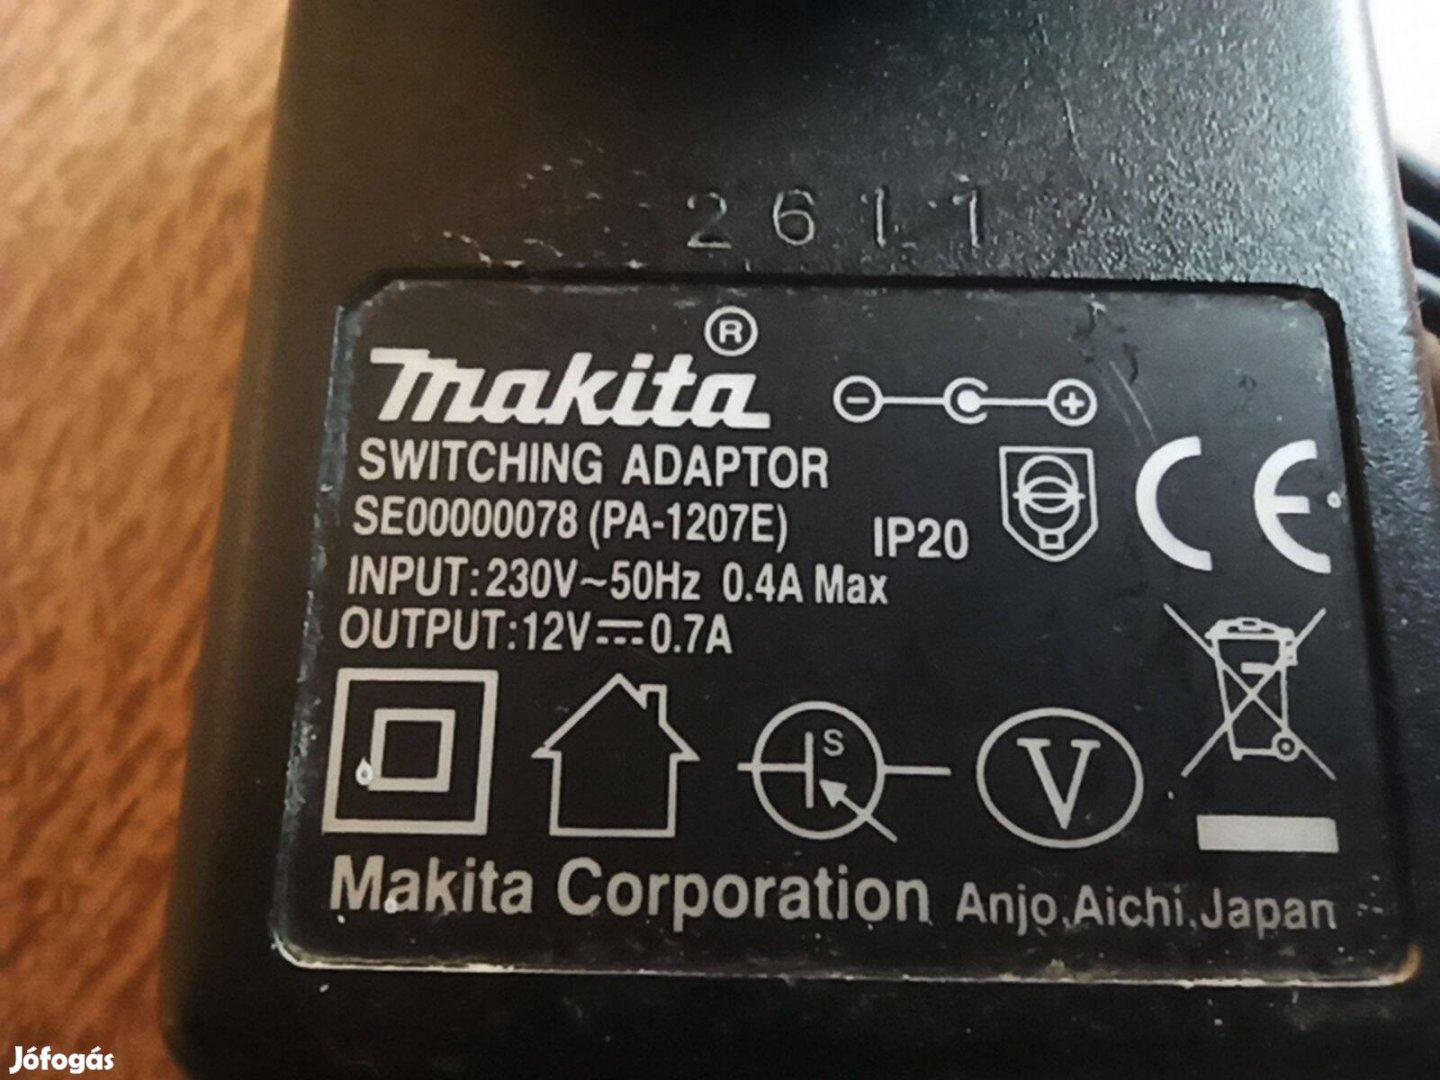 2611
makita®
SWITCHING ADAPTOR
SE00000078 (PA-1207E)
IP20
CE
INPUT:230V~50Hz 0.4A Max
OUTPUT:12V⎓0.7A
S
V
Makita Corporation Anjo,Aichi,Japan
Jófogás